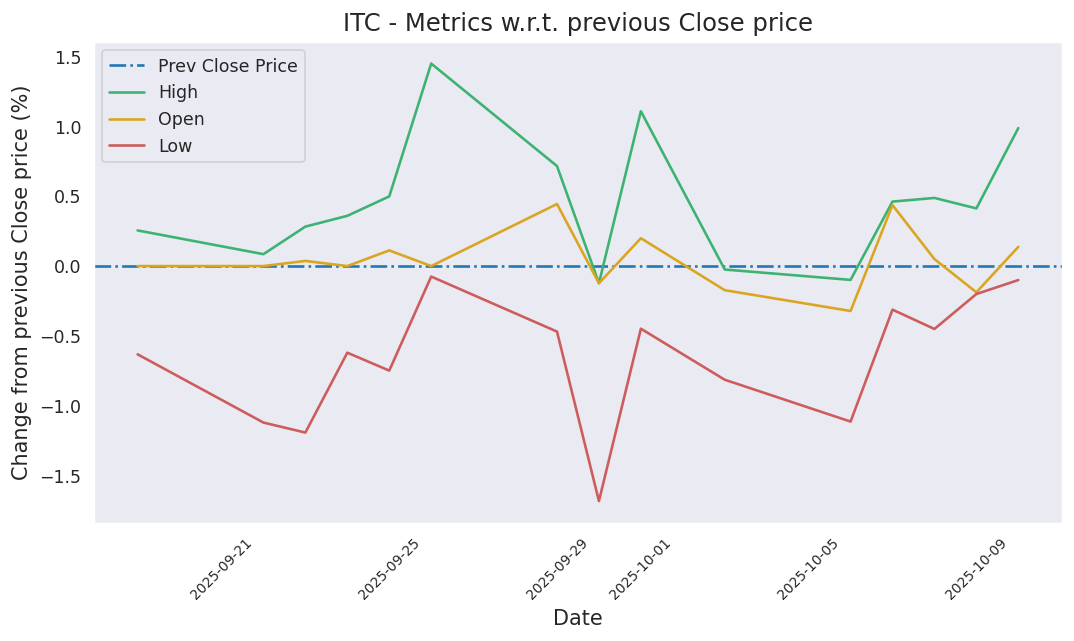 ITC - Metrics w.r.t. previous Close price
Prev Close Price
High
Open
Low
Change from previous Close price (%)
1.5
1.0
0.5
0.0
−0.5
−1.0
−1.5
2025-09-21
2025-09-25
2025-09-29
2025-10-01
2025-10-05
2025-10-09
Date